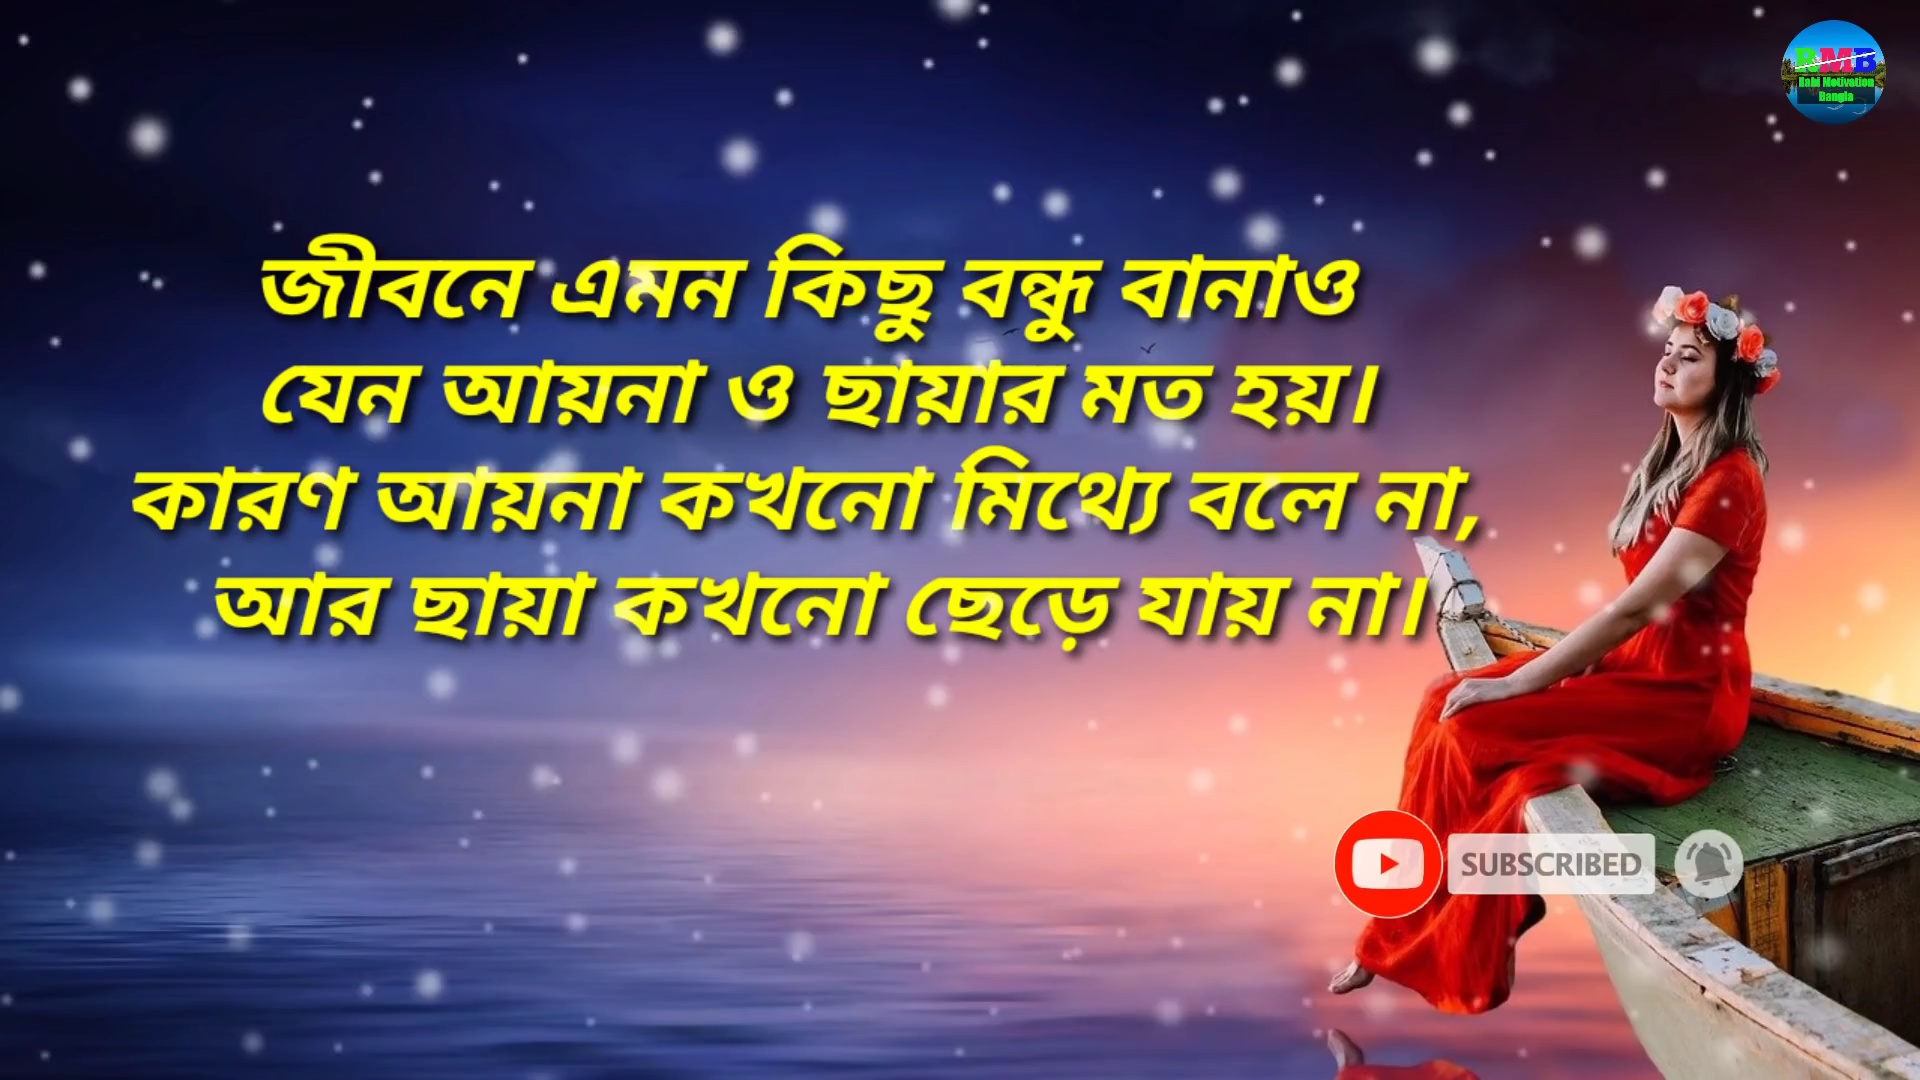 RMB
Rabi Motivation
Bangla
জীবনে এমন কিছু বন্ধু বানাও
যেন আয়না ও ছায়ার মত হয়।
কারণ আয়না কখনো মিথ্যে বলে না,
আর ছায়া কখনো ছেড়ে যায় না।
SUBSCRIBED